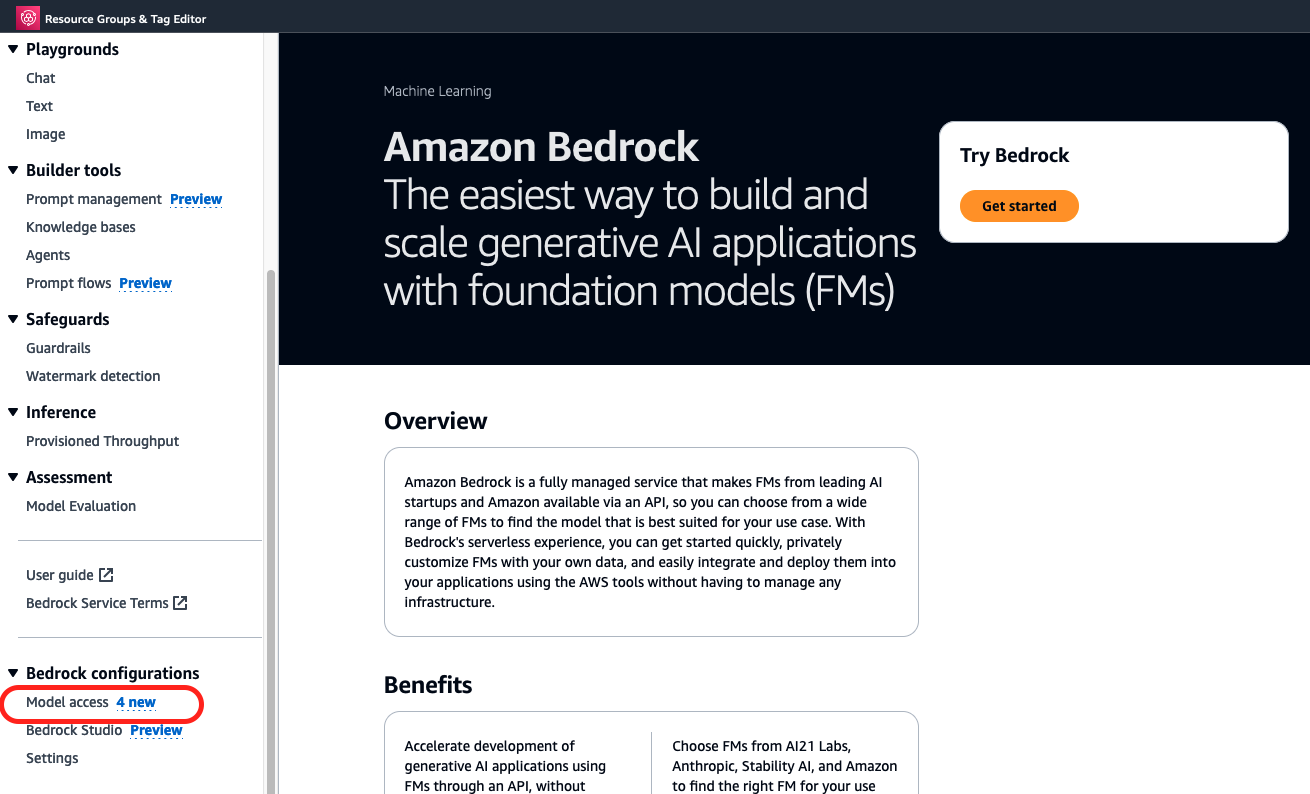 Resource Groups & Tag Editor
Playgrounds
Chat
Text
Image
Builder tools
Prompt management Preview
Knowledge bases
Agents
Prompt flows Preview
Safeguards
Guardrails
Watermark detection
Inference
Provisioned Throughput
Assessment
Model Evaluation
User guide
Bedrock Service Terms
Bedrock configurations
Model access 4 new
Bedrock Studio Preview
Settings
Machine Learning
Amazon Bedrock
The easiest way to build and
scale generative AI applications
with foundation models (FMs)
Try Bedrock
Get started
Overview
Amazon Bedrock is a fully managed service that makes FMs from leading AI
startups and Amazon available via an API, so you can choose from a wide
range of FMs to find the model that is best suited for your use case. With
Bedrock's serverless experience, you can get started quickly, privately
customize FMs with your own data, and easily integrate and deploy them into
your applications using the AWS tools without having to manage any
infrastructure.
Benefits
Accelerate development of
generative AI applications using
FMs through an API, without
Choose FMs from AI21 Labs,
Anthropic, Stability AI, and Amazon
to find the right FM for your use